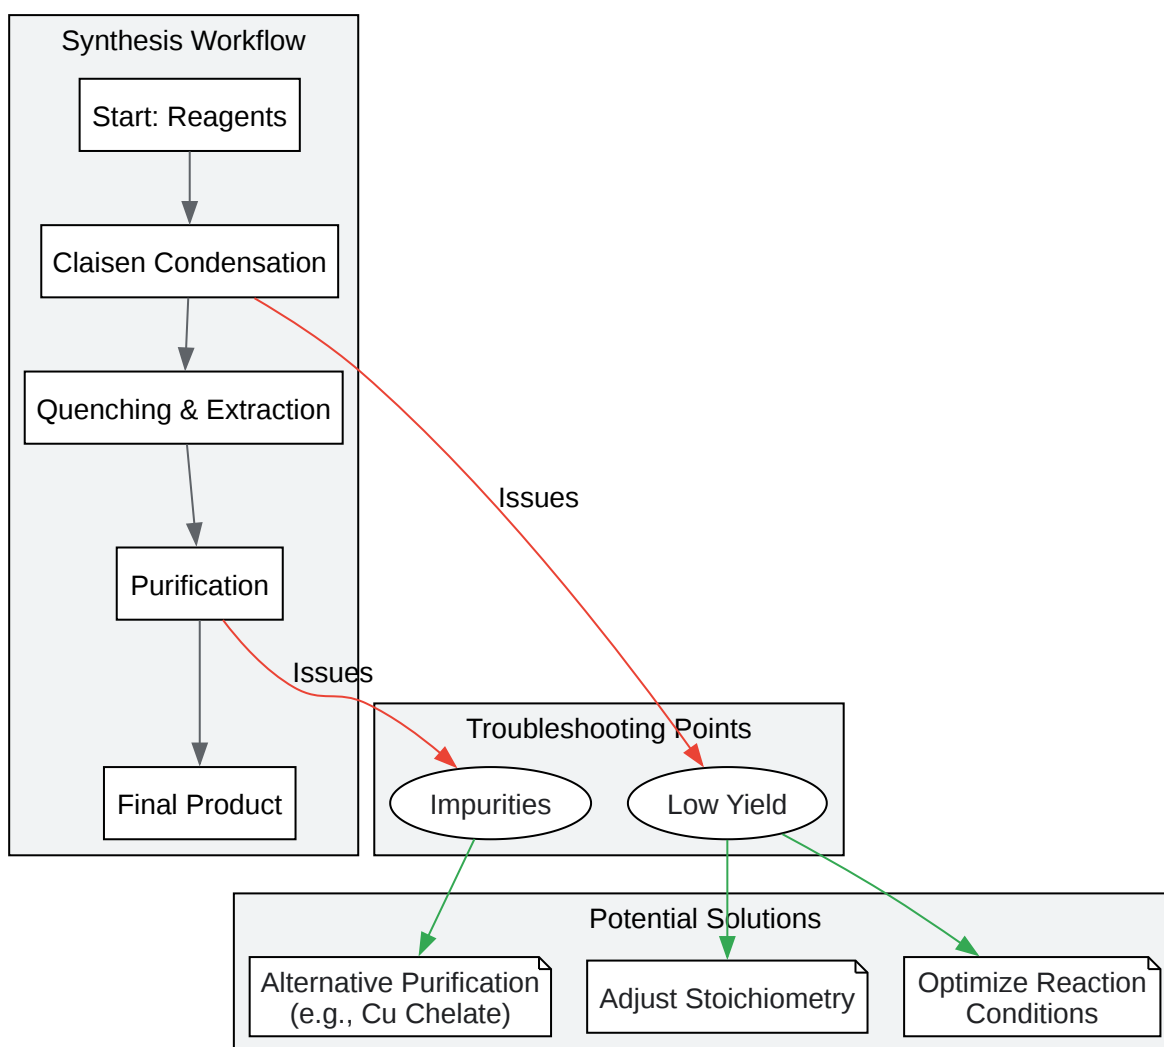 Synthesis Workflow
Start: Reagents
Claisen Condensation
Quenching & Extraction
Issues
Purification
Issues
Troubleshooting Points
Final Product
Impurities
Low Yield
Potential Solutions
Alternative Purification
(e.g., Cu Chelate)
Adjust Stoichiometry
Optimize Reaction
Conditions